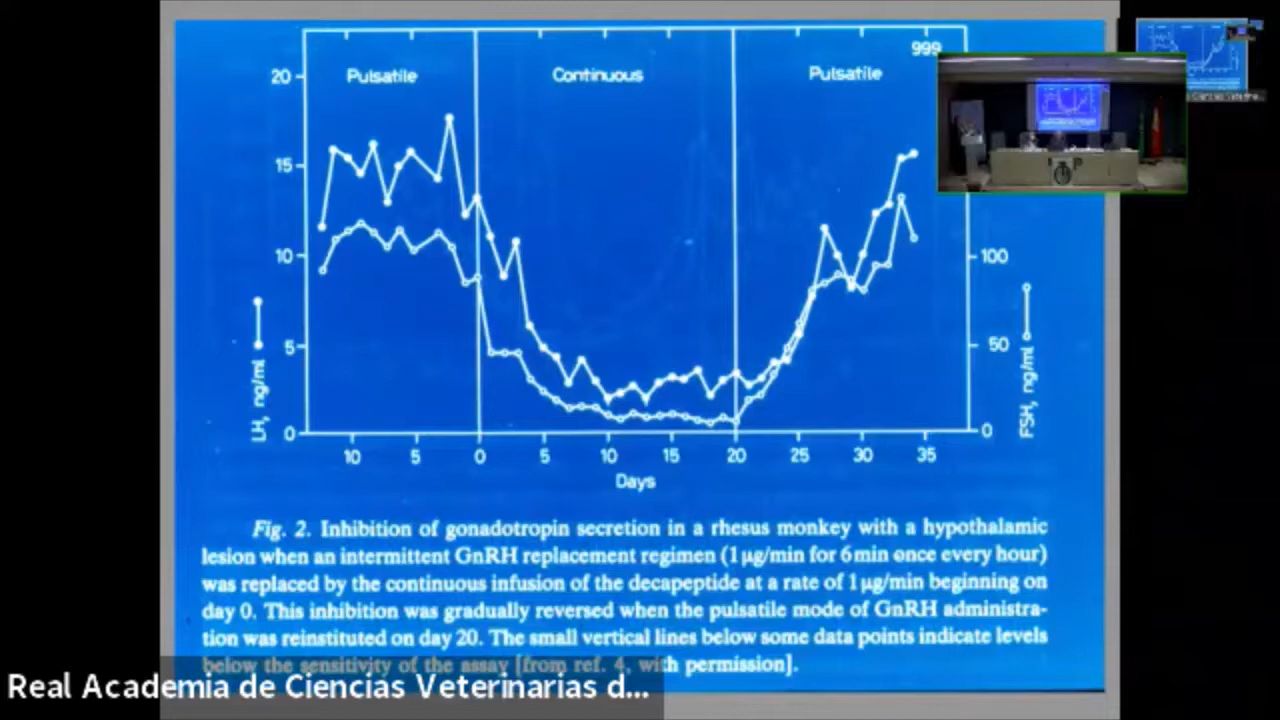 999
Pulsatile
Continuous
Pulsatile
20
15
10
5
0
100
50
0
LH, ng/ml
FSH, ng/ml
10 5 0 5 10 15 20 25 30 35
Days
Fig. 2. Inhibition of gonadotropin secretion in a rhesus monkey with a hypothalamic
lesion when an intermittent GnRH replacement regimen (1 µg/min for 6 min once every hour)
was replaced by the continuous infusion of the decapeptide at a rate of 1 µg/min beginning on
day 0. This inhibition was gradually reversed when the pulsatile mode of GnRH administra-
tion was reinstituted on day 20. The small vertical lines below some data points indicate levels
below the sensitivity of the assay [from ref. 4, with permission].
Real Academia de Ciencias Veterinarias d...